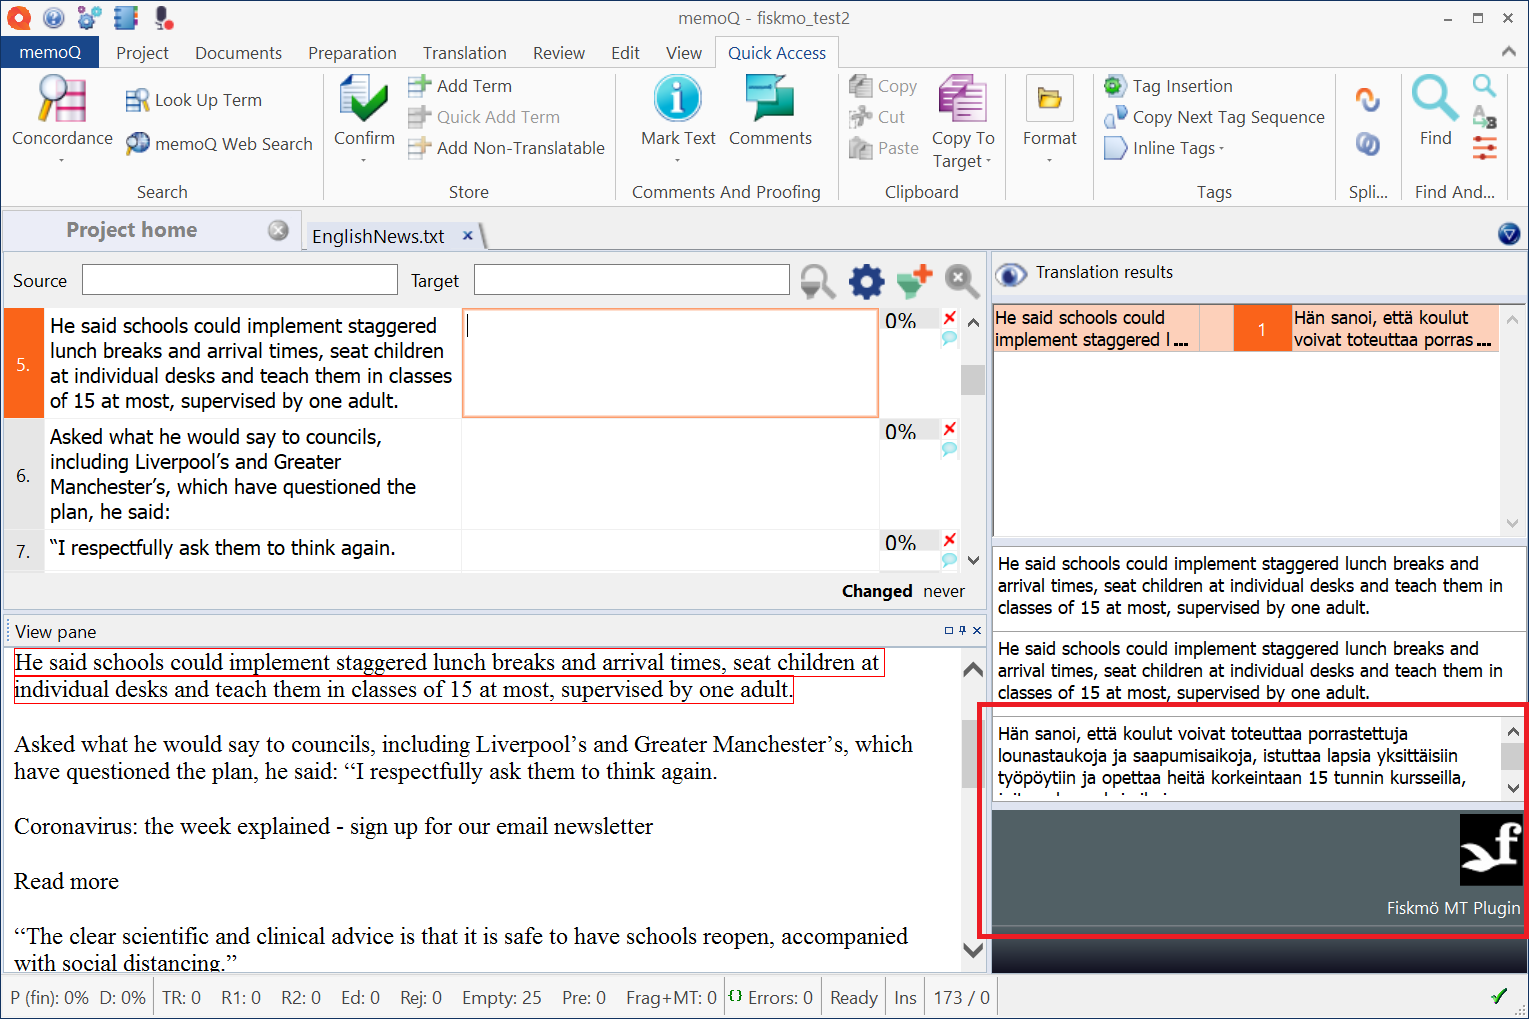 memoQ - fiskmo_test2
memoQ Project Documents Preparation Translation Review Edit View Quick Access
Concordance
Look Up Term
memoQ Web Search
Search
Confirm
Add Term
Quick Add Term
Add Non-Translatable
Store
Mark Text
Comments
Comments And Proofing
Copy
Cut
Paste
Copy To
Target
Clipboard
Format
Tag Insertion
Copy Next Tag Sequence
Inline Tags
Tags
Spli...
Find
Find And...
Project home
EnglishNews.txt
Source
Target
5.
He said schools could implement staggered
lunch breaks and arrival times, seat children
at individual desks and teach them in classes
of 15 at most, supervised by one adult.
0%
6.
Asked what he would say to councils,
including Liverpool’s and Greater
Manchester’s, which have questioned the
plan, he said:
0%
7.
“I respectfully ask them to think again.
0%
Changed never
View pane
He said schools could implement staggered lunch breaks and arrival times, seat children at
individual desks and teach them in classes of 15 at most, supervised by one adult.
Asked what he would say to councils, including Liverpool’s and Greater Manchester’s, which
have questioned the plan, he said: “I respectfully ask them to think again.
Coronavirus: the week explained - sign up for our email newsletter
Read more
“The clear scientific and clinical advice is that it is safe to have schools reopen, accompanied
with social distancing.”
Translation results
He said schools could
implement staggered l...
1
Hän sanoi, että koulut
voivat toteuttaa porras...
He said schools could implement staggered lunch breaks and
arrival times, seat children at individual desks and teach them in
classes of 15 at most, supervised by one adult.
He said schools could implement staggered lunch breaks and
arrival times, seat children at individual desks and teach them in
classes of 15 at most, supervised by one adult.
Hän sanoi, että koulut voivat toteuttaa porrastettuja
lounastaukoja ja saapumisaikoja, istuttaa lapsia yksittäisiin
työpöytiin ja opettaa heitä korkeintaan 15 tunnin kursseilla,
Fiskmö MT Plugin
P (fin): 0% D: 0% TR: 0 R1: 0 R2: 0 Ed: 0 Rej: 0 Empty: 25 Pre: 0 Frag+MT: 0 Errors: 0 Ready Ins 173 / 0